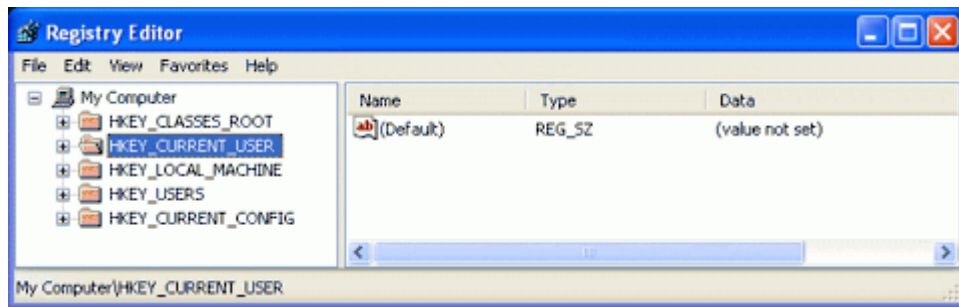 Registry Editor
File Edit View Favorites Help
My Computer
HKEY_CLASSES_ROOT
HKEY_CURRENT_USER
HKEY_LOCAL_MACHINE
HKEY_USERS
HKEY_CURRENT_CONFIG
Name Type Data
ab (Default) REG_SZ (value not set)
My Computer\HKEY_CURRENT_USER